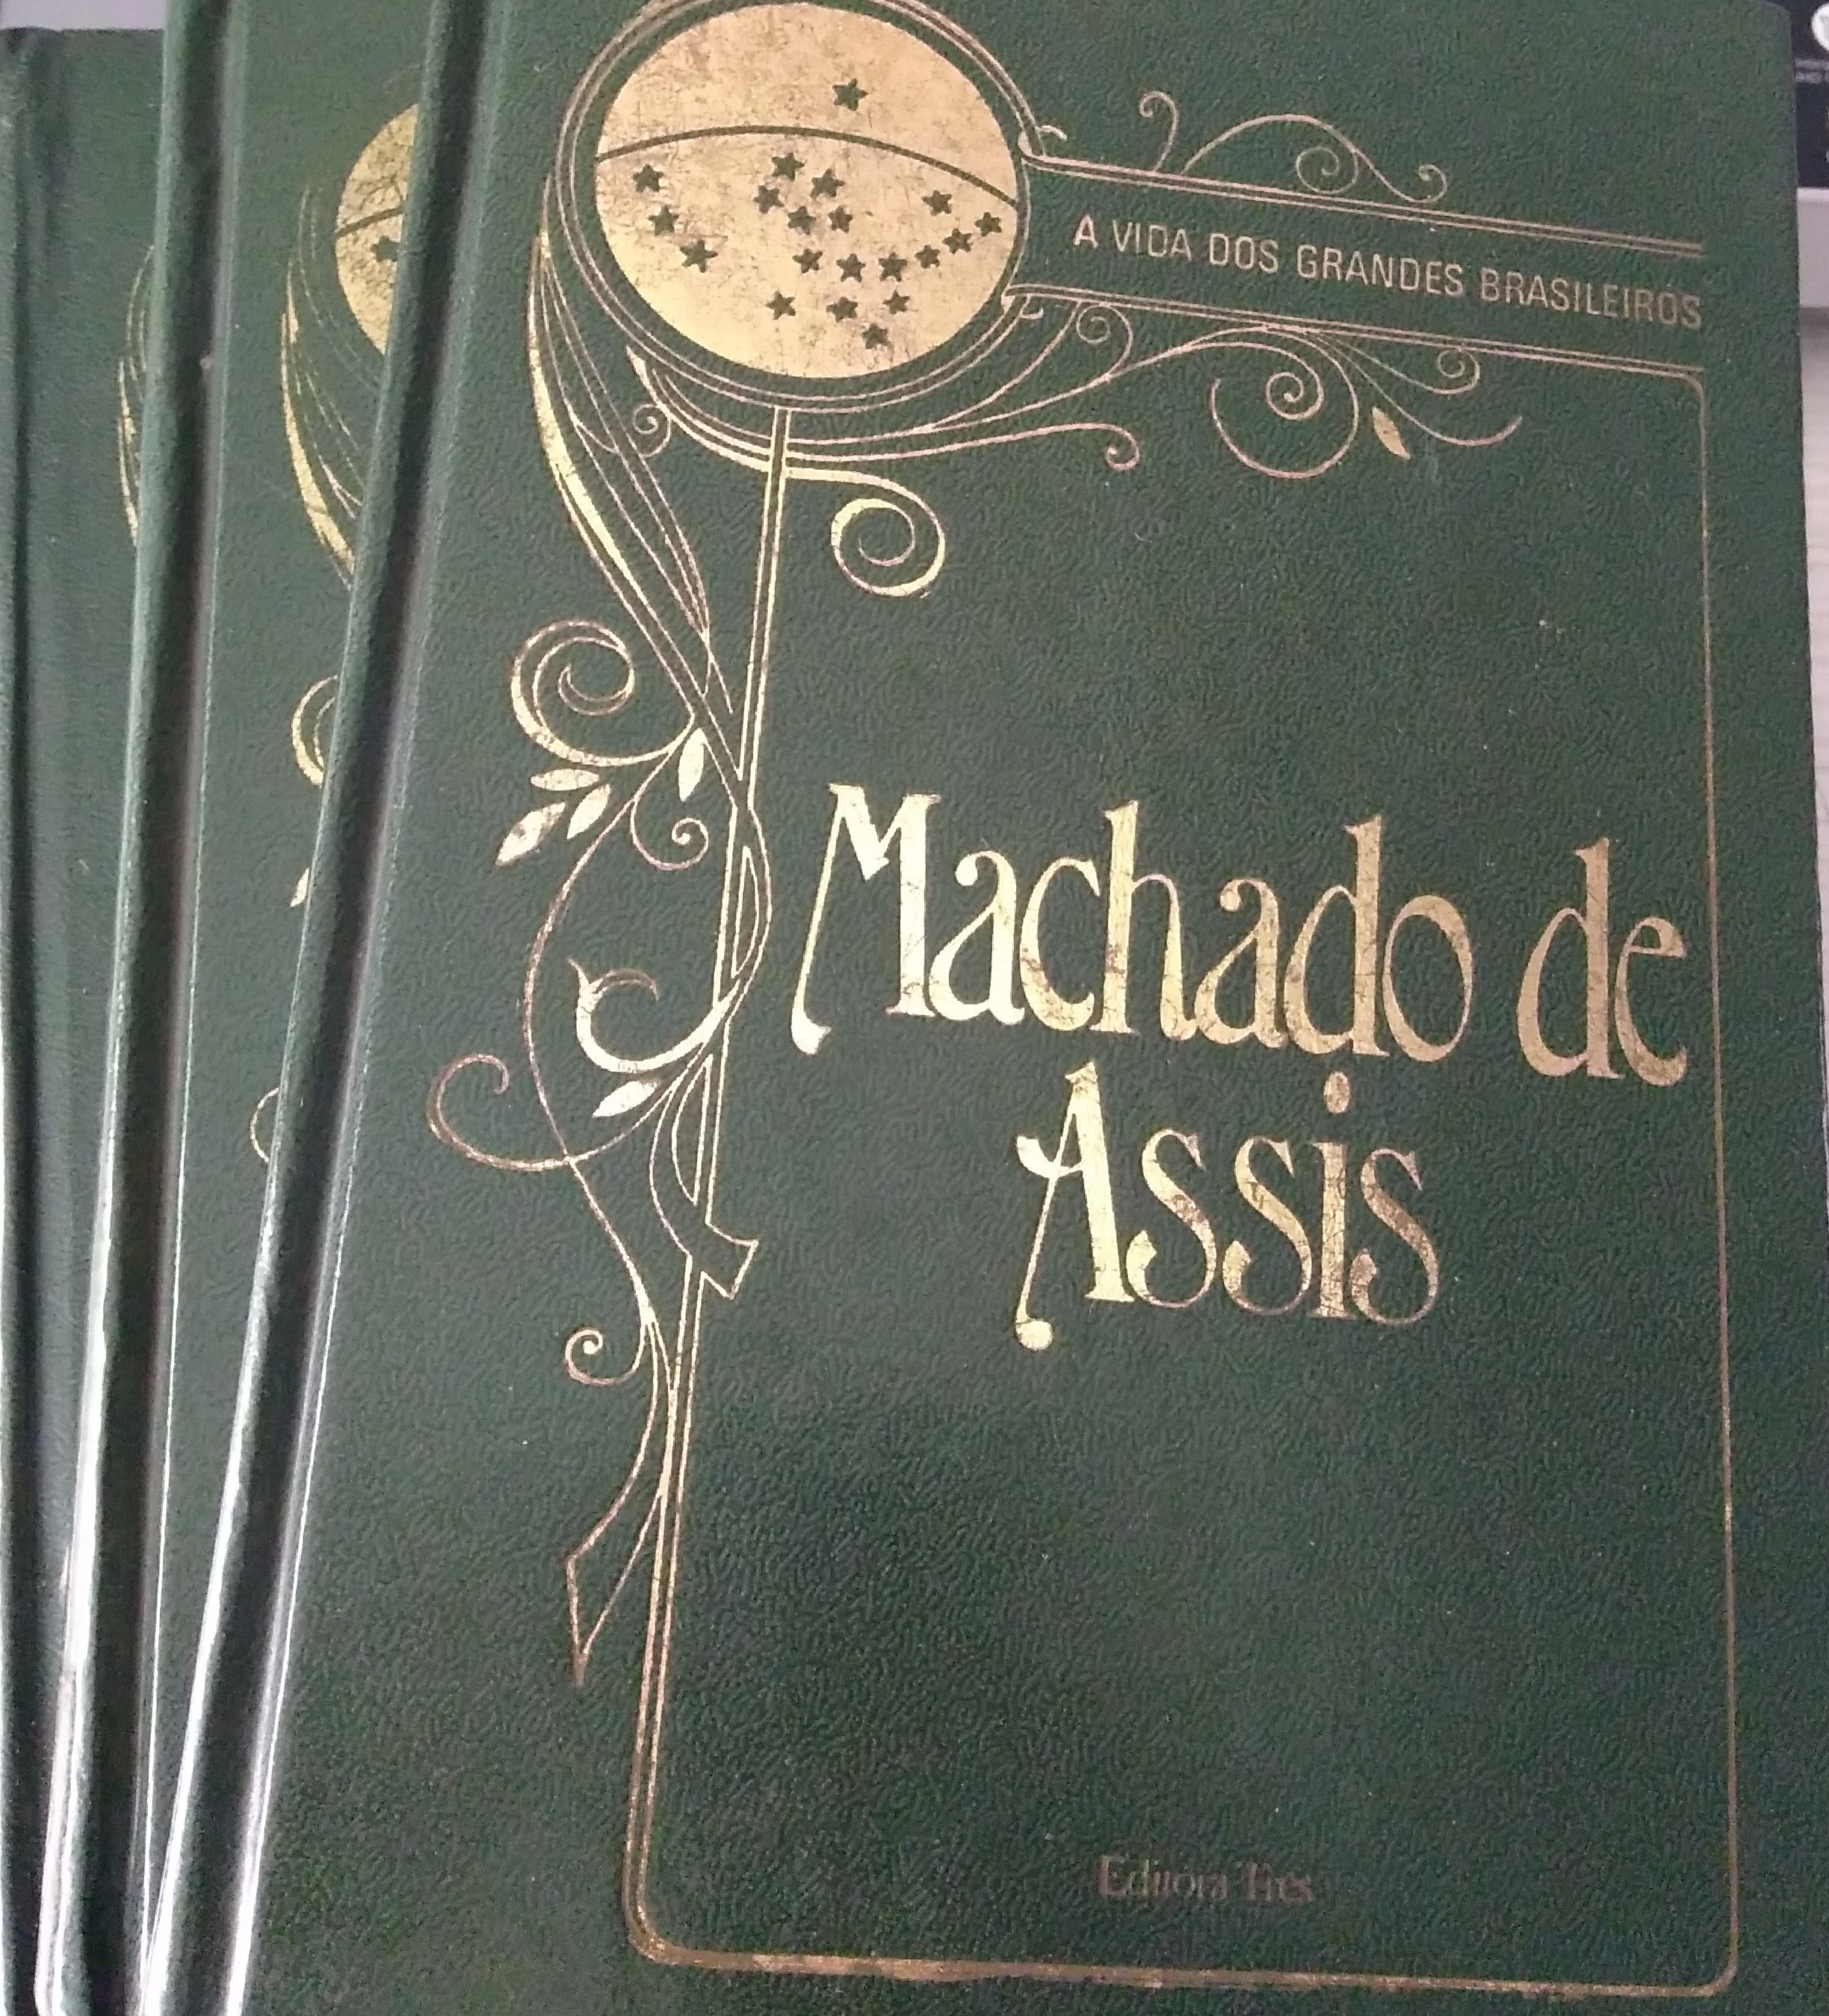 A VIDA DOS GRANDES BRASILEIROS
Machado de
Assis
Editora Três